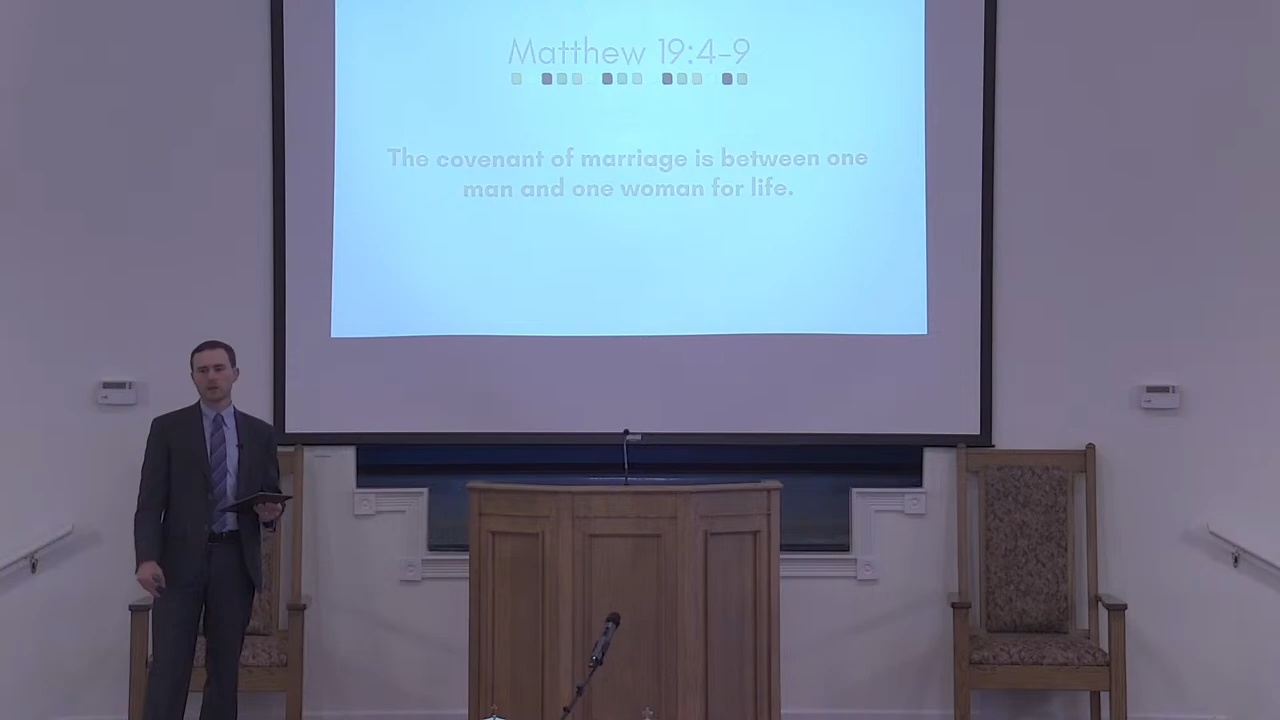 Matthew 19:4-9
The covenant of marriage is between one
man and one woman for life.